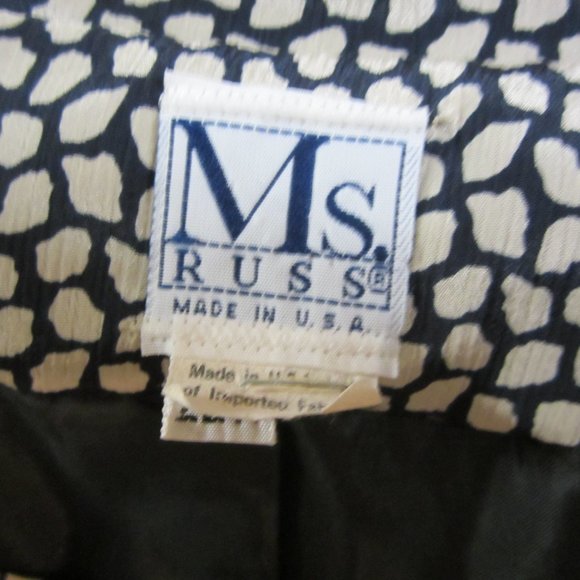 Ms.
RUSS®
MADE IN U.S.A.
Made in U.S.
of Imported